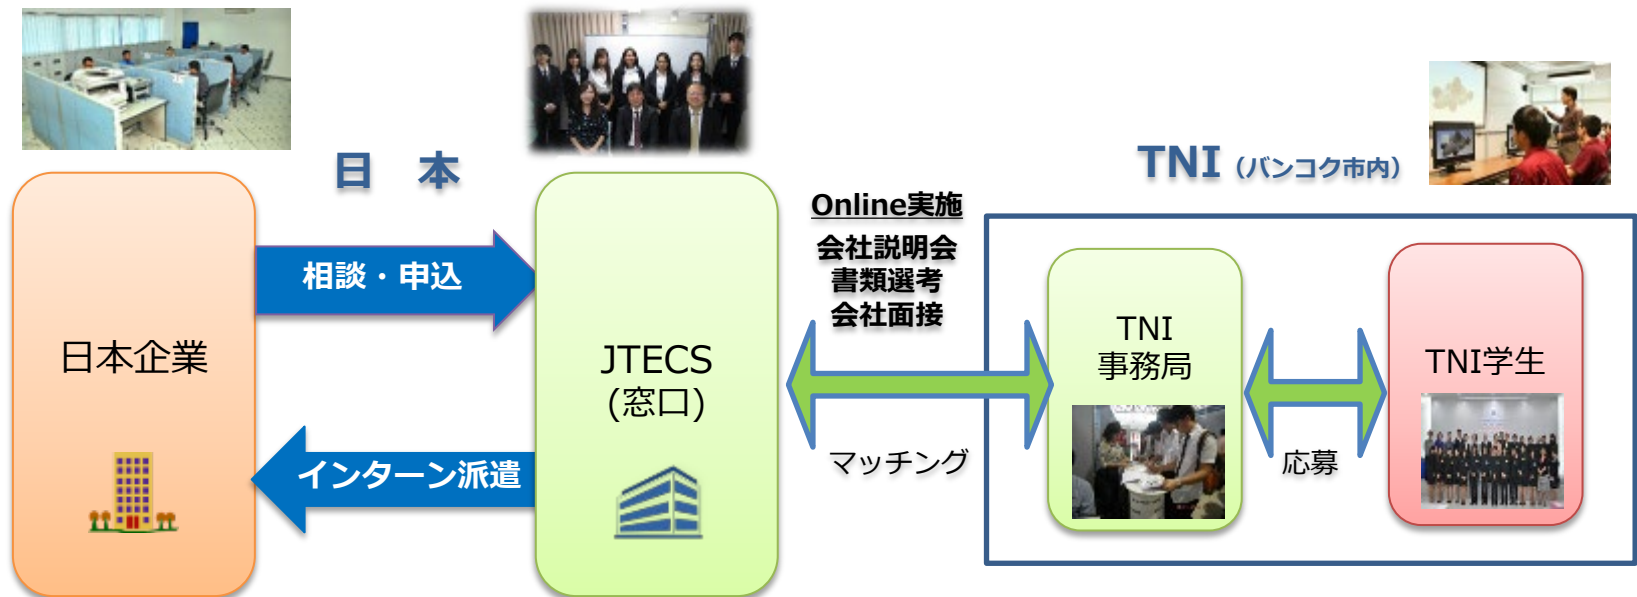 日 本
TNI (バンコク市内)
Online実施
会社説明会
書類選考
会社面接
相談・申込
日本企業
JTECS
(窓口)
TNI
事務局
TNI学生
マッチング
応募
インターン派遣